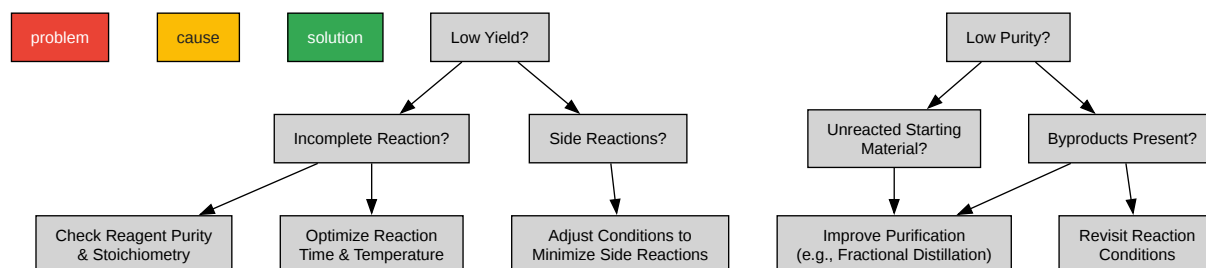 problem
cause
solution
Low Yield?
Low Purity?
Incomplete Reaction?
Side Reactions?
Unreacted Starting
Material?
Byproducts Present?
Check Reagent Purity
& Stoichiometry
Optimize Reaction
Time & Temperature
Adjust Conditions to
Minimize Side Reactions
Improve Purification
(e.g., Fractional Distillation)
Revisit Reaction
Conditions